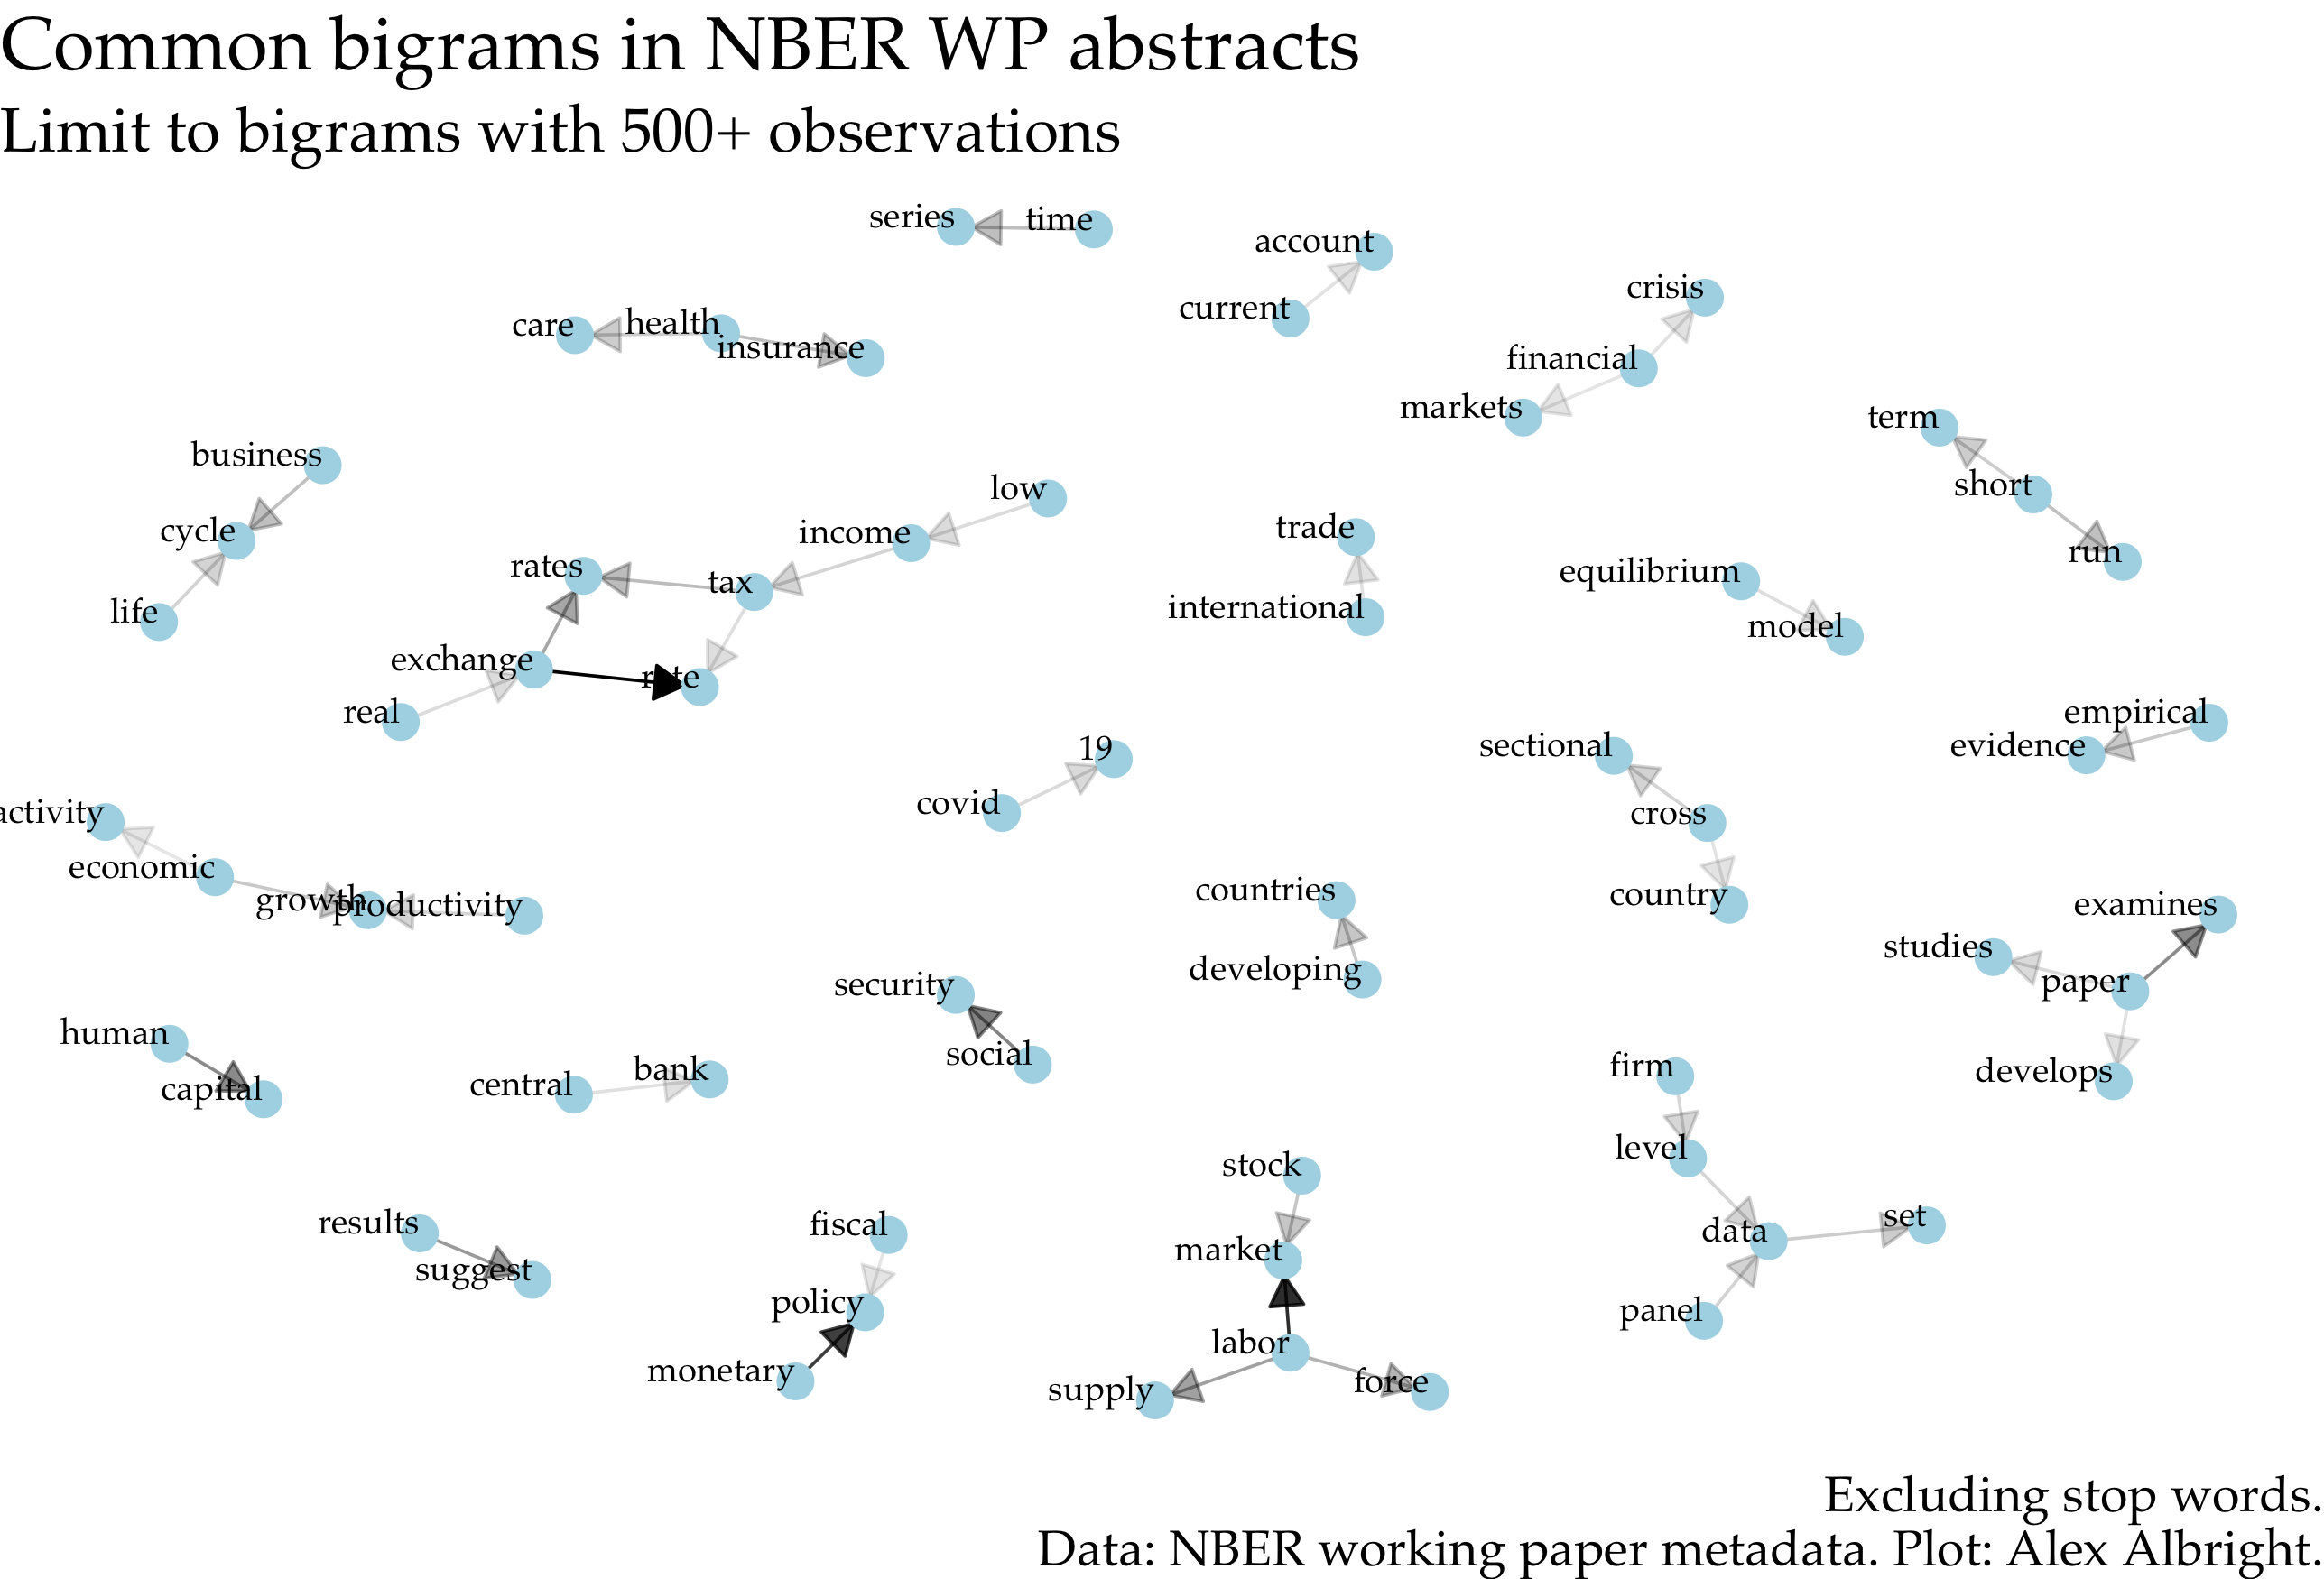 Common bigrams in NBER WP abstracts
Limit to bigrams with 500+ observations
series
time
account
current
crisis
care
health
insurance
financial
markets
term
business
short
low
cycle
income
trade
run
rates
tax
equilibrium
life
international
model
exchange
rate
real
empirical
19
sectional
evidence
covid
activity
cross
economic
countries
country
growth
productivity
examines
studies
developing
security
paper
human
social
bank
firm
capital
central
develops
stock
level
results
fiscal
set
market
data
suggest
policy
panel
labor
monetary
supply
force
Excluding stop words.
Data: NBER working paper metadata. Plot: Alex Albright.